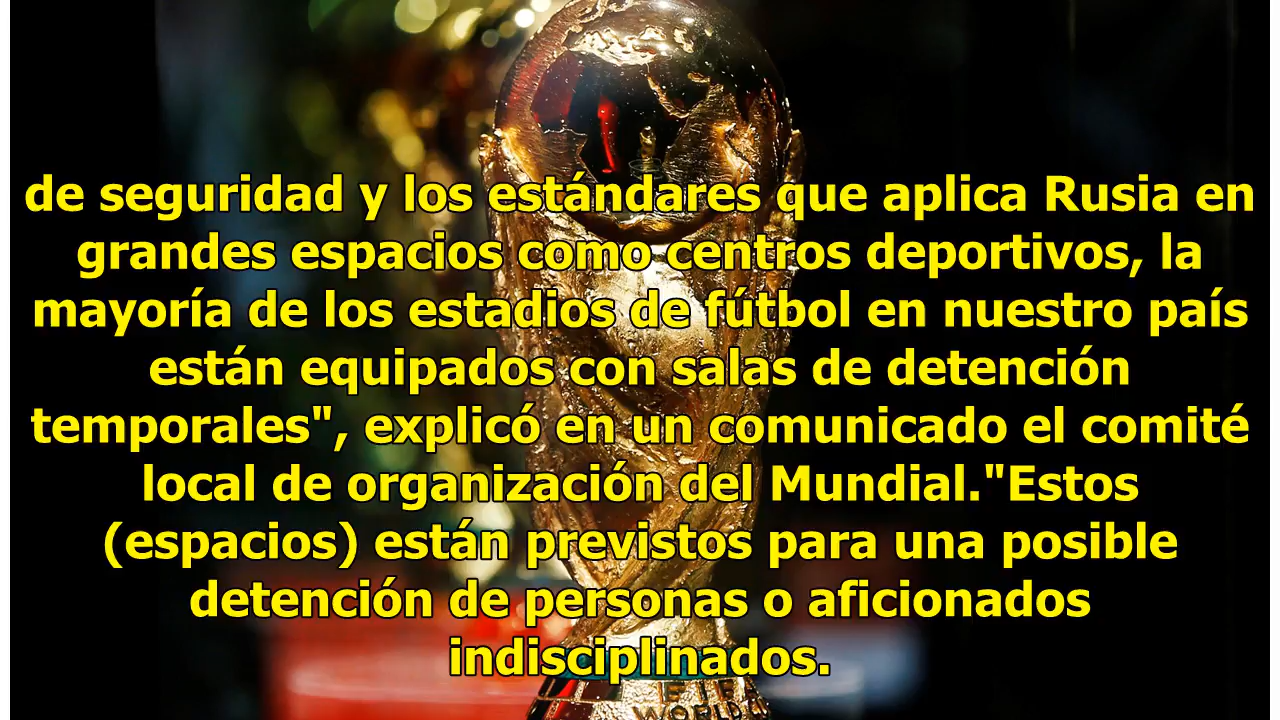 de seguridad y los estándares que aplica Rusia en
grandes espacios como centros deportivos, la
mayoría de los estadios de fútbol en nuestro país
están equipados con salas de detención
temporales", explicó en un comunicado el comité
local de organización del Mundial."Estos
(espacios) están previstos para una posible
detención de personas o aficionados
indisciplinados.
WORLD